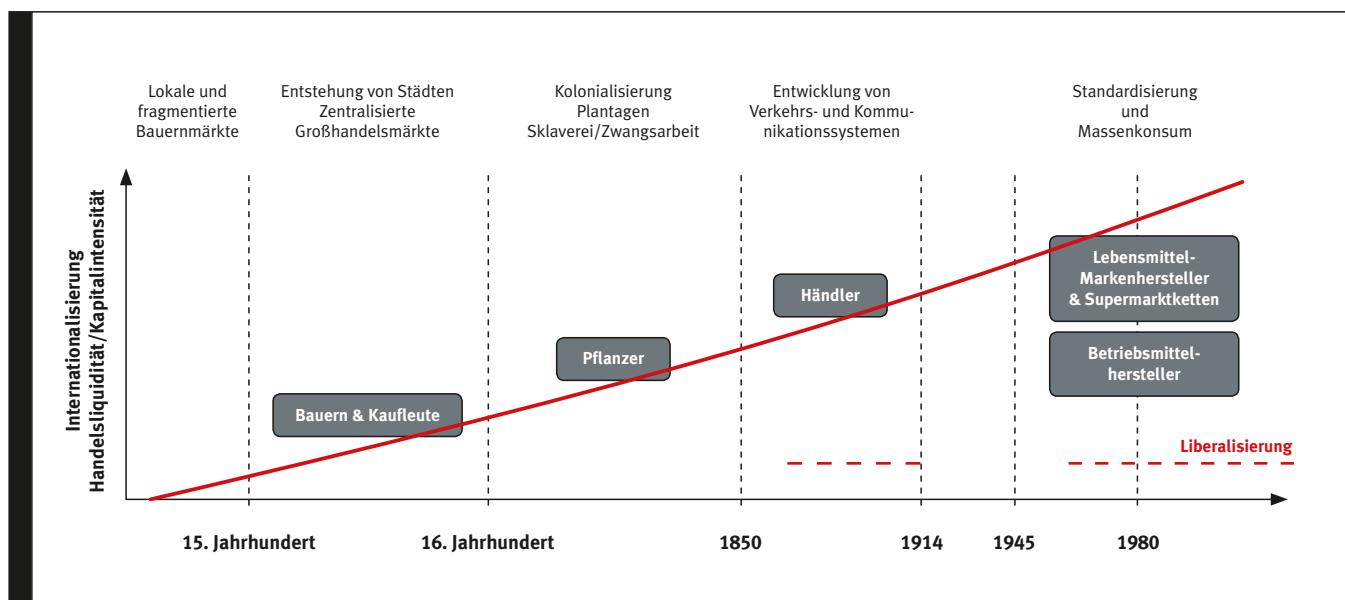 Lokale und
fragmentierte
Bauernmärkte
Entstehung von Städten
Zentralisierte
Großhandelsmärkte
Kolonialisierung
Plantagen
Sklaverei/Zwangsarbeit
Entwicklung von
Verkehrs- und Kommu-
nikationssystemen
Standardisierung
und
Massenkonsum
Internationalisierung
Handelsliquidität/Kapitalintensität
Bauern & Kaufleute
Pflanzer
Händler
Lebensmittel-
Markenhersteller
& Supermarktketten
Betriebsmittel-
hersteller
Liberalisierung
15. Jahrhundert
16. Jahrhundert
1850
1914
1945
1980